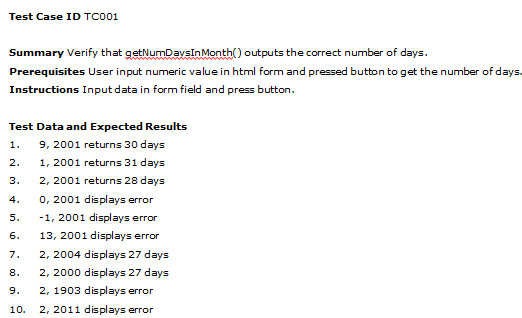 Test Case ID TC001
Summary Verify that getNumDaysInMonth() outputs the correct number of days.
Prerequisites User input numeric value in html form and pressed button to get the number of days.
Instructions Input data in form field and press button.
Test Data and Expected Results
1. 9, 2001 returns 30 days
2. 1, 2001 returns 31 days
3. 2, 2001 returns 28 days
4. 0, 2001 displays error
5. -1, 2001 displays error
6. 13, 2001 displays error
7. 2, 2004 displays 27 days
8. 2, 2000 displays 27 days
9. 2, 1903 displays error
10. 2, 2011 displays error